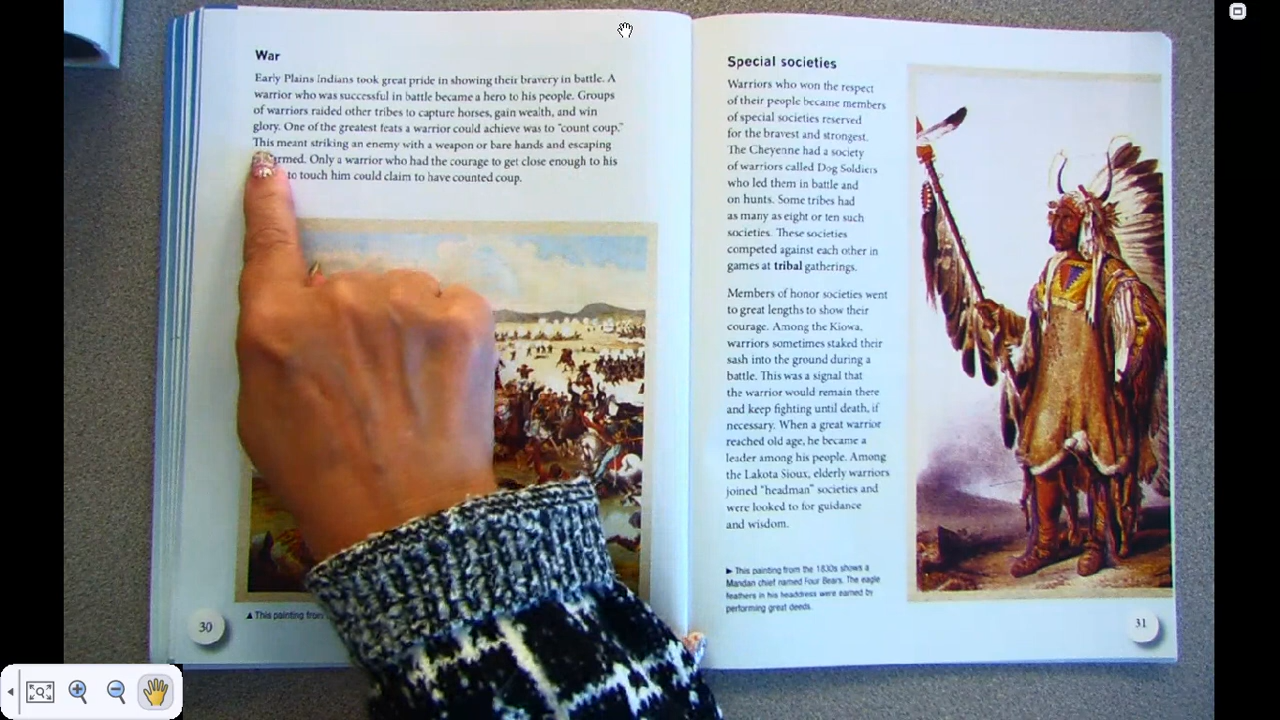 War
Early Plains Indians took great pride in showing their bravery in battle. A
warrior who was successful in battle became a hero to his people. Groups
of warriors raided other tribes to capture horses, gain wealth, and win
glory. One of the greatest feats a warrior could achieve was to "count coup."
This meant striking an enemy with a weapon or bare hands and escaping
armed. Only a warrior who had the courage to get close enough to his
to touch him could claim to have counted coup.
▲ This painting from
30
Special societies
Warriors who won the respect
of their people became members
of special societies reserved
for the bravest and strongest.
The Cheyenne had a society
of warriors called Dog Soldiers
who led them in battle and
on hunts. Some tribes had
as many as eight or ten such
societies. These societies
competed against each other in
games at tribal gatherings.
Members of honor societies went
to great lengths to show their
courage. Among the Kiowa,
warriors sometimes staked their
sash into the ground during a
battle. This was a signal that
the warrior would remain there
and keep fighting until death, if
necessary. When a great warrior
reached old age, he became a
leader among his people. Among
the Lakota Sioux, elderly warriors
joined "headman" societies and
were looked to for guidance
and wisdom.
► This painting from the 1830s shows a
Mandan chief named Four Bears. The eagle
feathers in his headdress were earned by
performing great deeds.
31